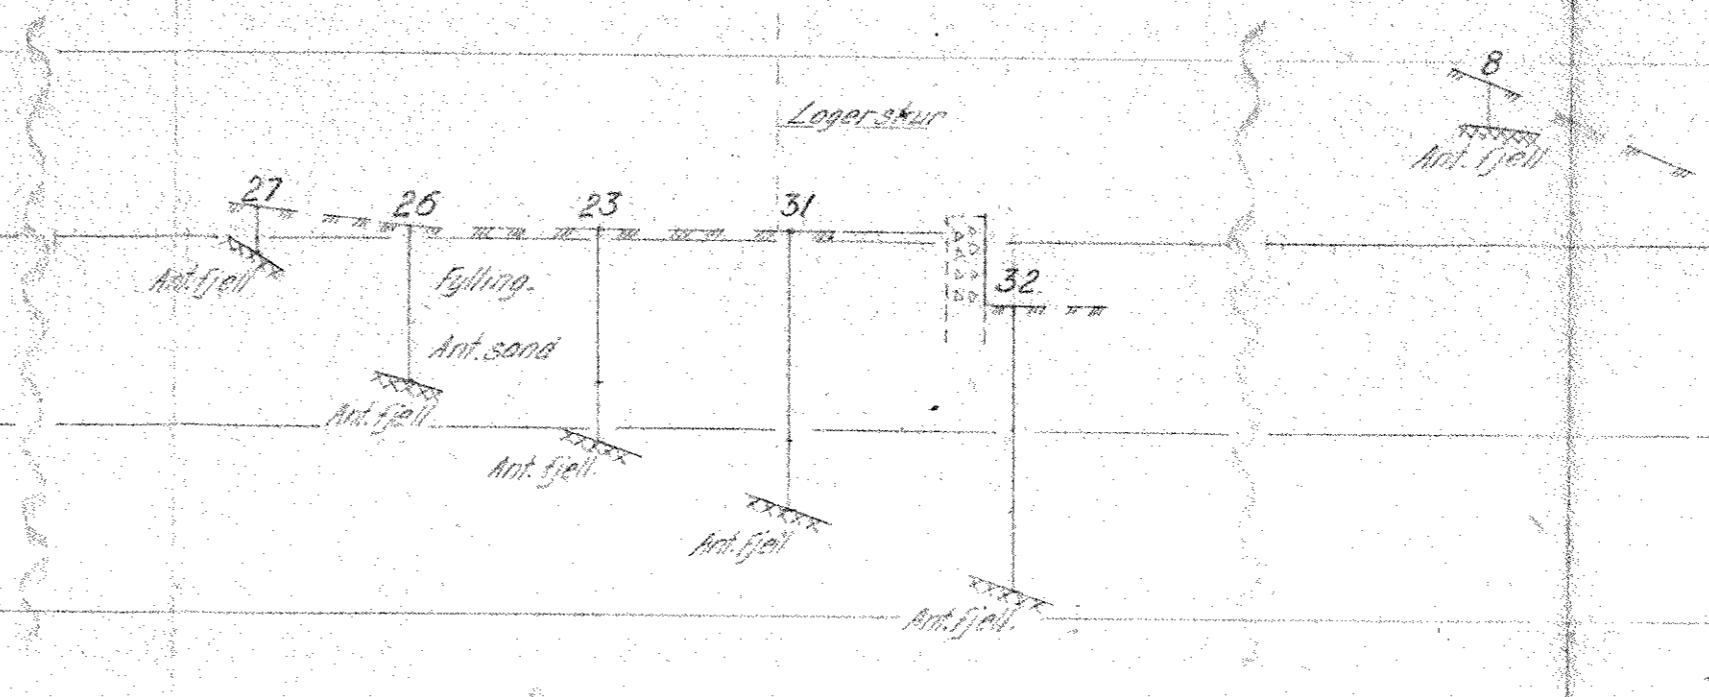 8
Lagerskur
Ant. fjell
27
26
23
31
Ant. fjell
Fylling.
32
Ant. sand
Ant. fjell
Ant. fjell.
Ant. fjell
Ant. fjell.